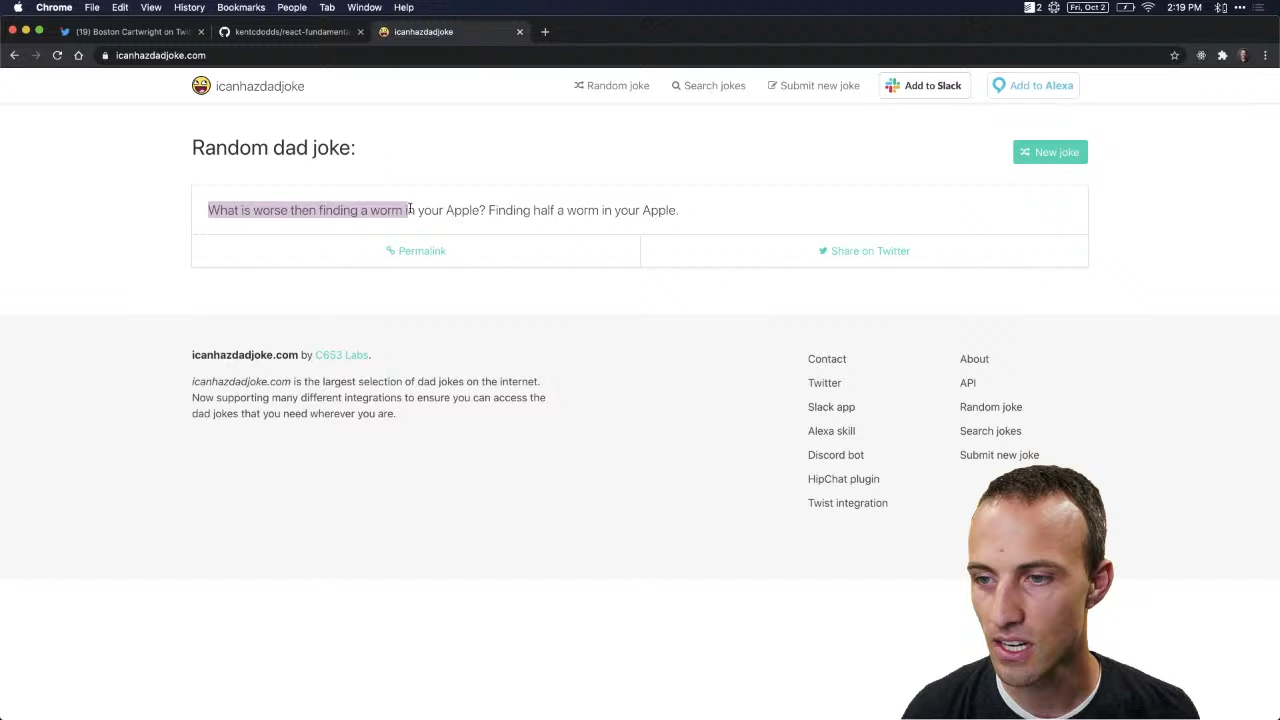 Chrome File Edit View History Bookmarks People Tab Window Help 2 Fri, Oct 2 2:19 PM
(1) Boston Cartwright on Twi kentcdodds/react-fundamenta icanhazdadjoke
icanhazdadjoke.com
icanhazdadjoke Random joke Search jokes Submit new joke Add to Slack Add to Alexa
Random dad joke: New joke
What is worse then finding a worm in your Apple? Finding half a worm in your Apple.
Permalink Share on Twitter
icanhazdadjoke.com by C653 Labs.
icanhazdadjoke.com is the largest selection of dad jokes on the internet.
Now supporting many different integrations to ensure you can access the
dad jokes that you need wherever you are.
Contact
Twitter
Slack app
Alexa skill
Discord bot
HipChat plugin
Twist integration
About
API
Random joke
Search jokes
Submit new joke